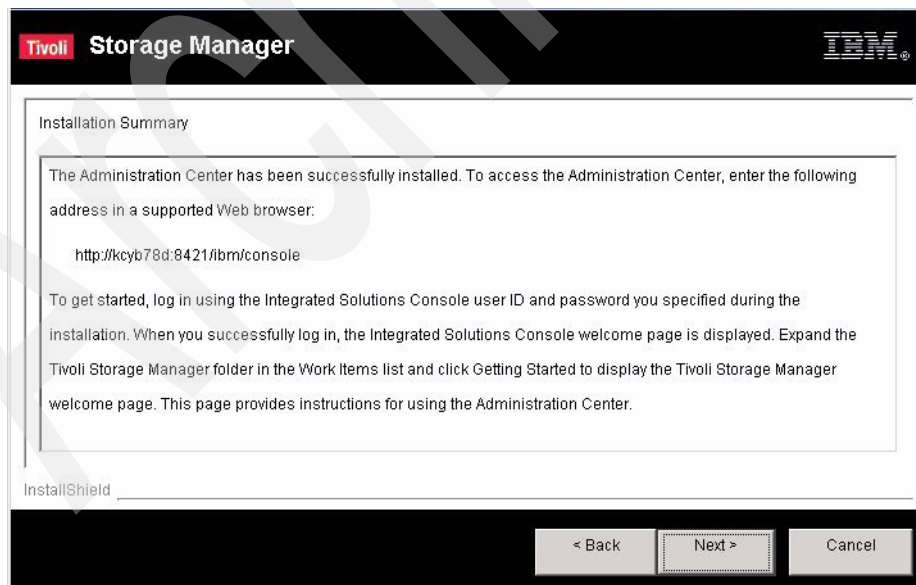 Tivoli Storage Manager IBM®
Installation Summary
The Administration Center has been successfully installed. To access the Administration Center, enter the following
address in a supported Web browser:
http://kcyb78d:8421/ibm/console
To get started, log in using the Integrated Solutions Console user ID and password you specified during the
installation. When you successfully log in, the Integrated Solutions Console welcome page is displayed. Expand the
Tivoli Storage Manager folder in the Work Items list and click Getting Started to display the Tivoli Storage Manager
welcome page. This page provides instructions for using the Administration Center.
InstallShield
< Back Next > Cancel